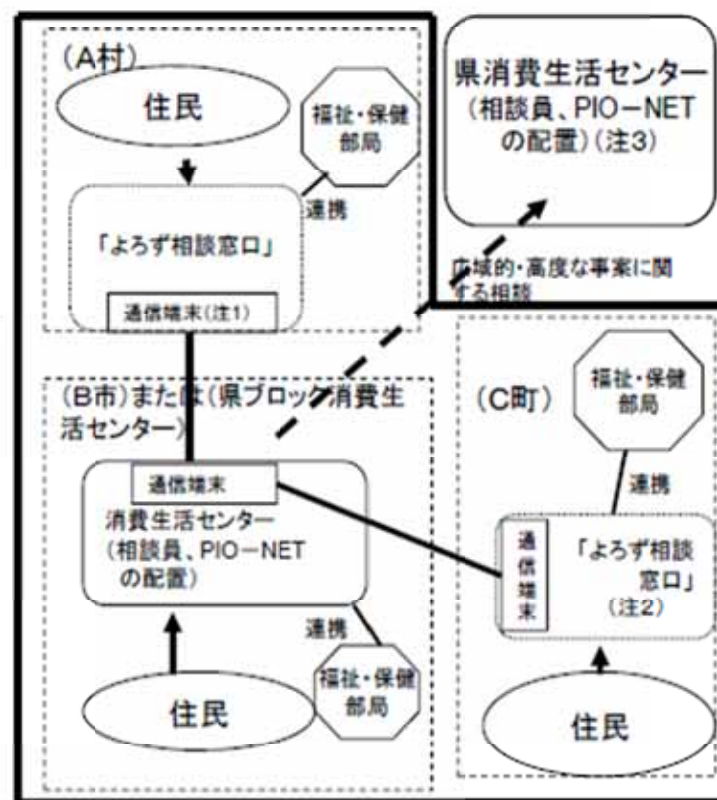 (A村)
住民
福祉・保健
部局
連携
「よろず相談窓口」
通信端末(注1)
県消費生活センター
(相談員、PIO－NET
の配置)(注3)
広域的・高度な事案に関
する相談
(B市)または(県ブロック消費生
活センター)
通信端末
消費生活センター
(相談員、PIO－NET
の配置)
連携
福祉・保健
部局
住民
(C町)
福祉・保健
部局
連携
通信端末
「よろず相談
窓口」
(注2)
住民